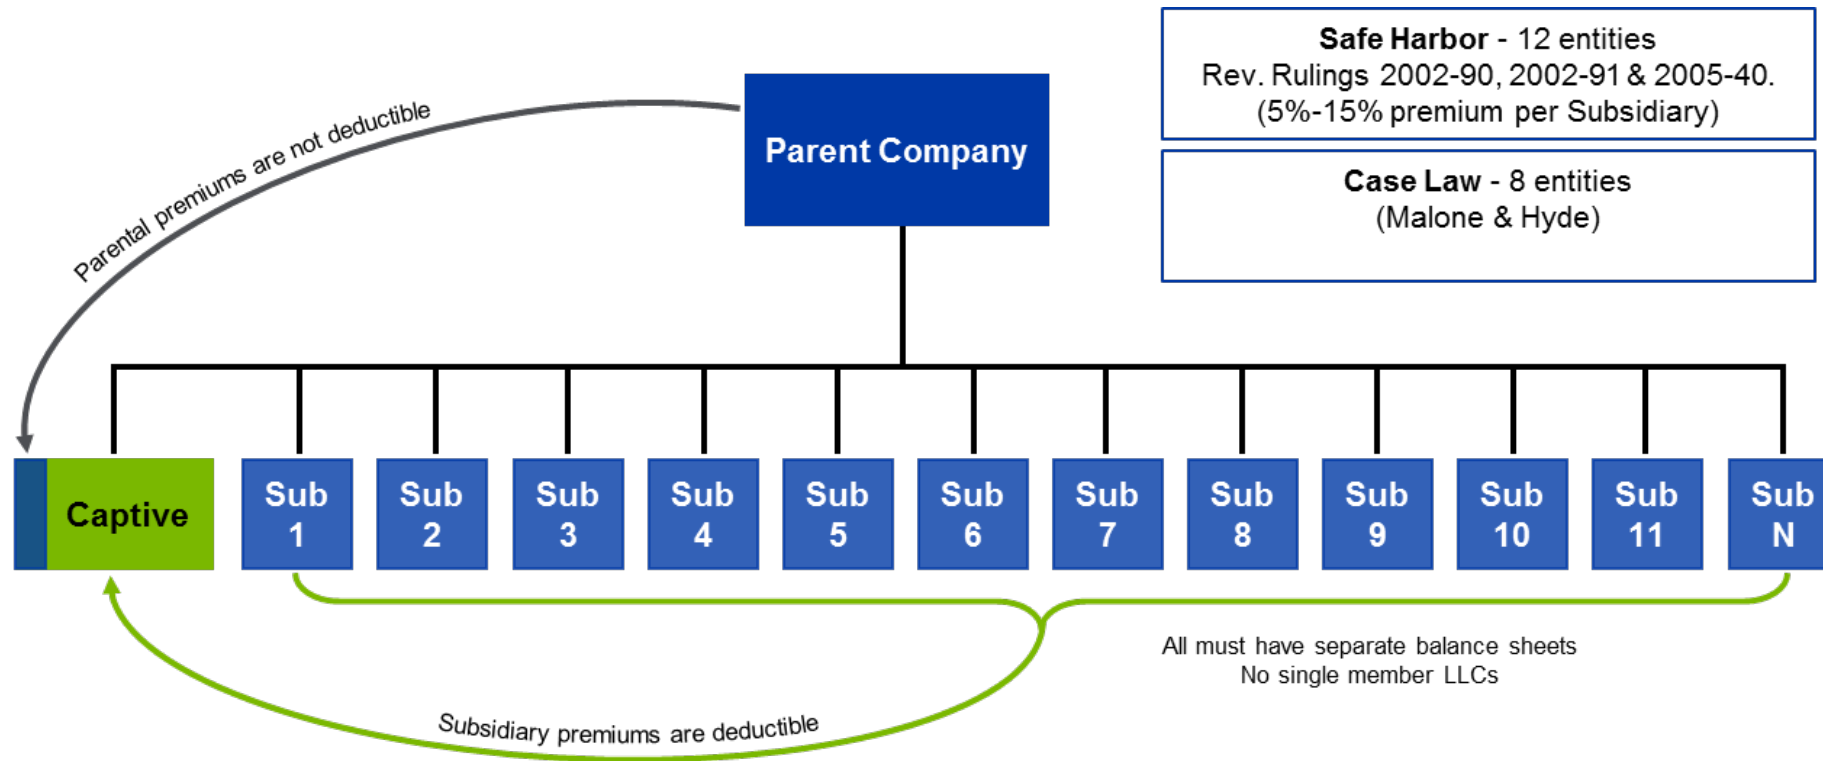 Safe Harbor - 12 entities
Rev. Rulings 2002-90, 2002-91 & 2005-40.
(5%-15% premium per Subsidiary)
Case Law - 8 entities
(Malone & Hyde)
Parent Company
Parental premiums are not deductible
Captive
Sub
1
Sub
2
Sub
3
Sub
4
Sub
5
Sub
6
Sub
7
Sub
8
Sub
9
Sub
10
Sub
11
Sub
N
All must have separate balance sheets
No single member LLCs
Subsidiary premiums are deductible